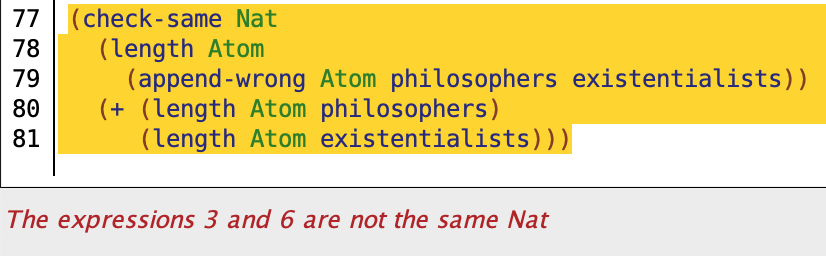 77 (check-same Nat
78   (length Atom
79     (append-wrong Atom philosophers existentialists))
80   (+ (length Atom philosophers)
81      (length Atom existentialists)))
The expressions 3 and 6 are not the same Nat